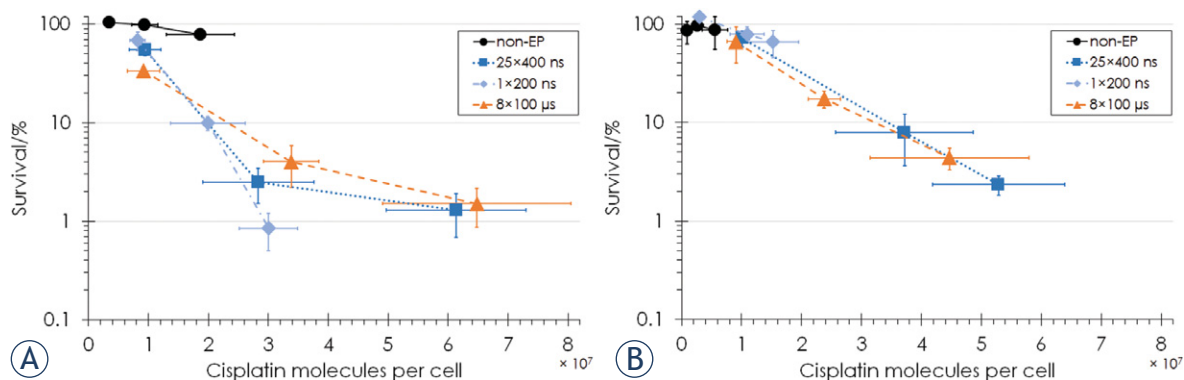 100
10
1
0.1
Survival/%
non-EP
25×400 ns
1×200 ns
8×100 µs
0 1 2 3 4 5 6 7 8
× 10⁷
Cisplatin molecules per cell
A
100
10
1
0.1
Survival/%
non-EP
25×400 ns
1×200 ns
8×100 µs
0 1 2 3 4 5 6 7 8
× 10⁷
Cisplatin molecules per cell
B